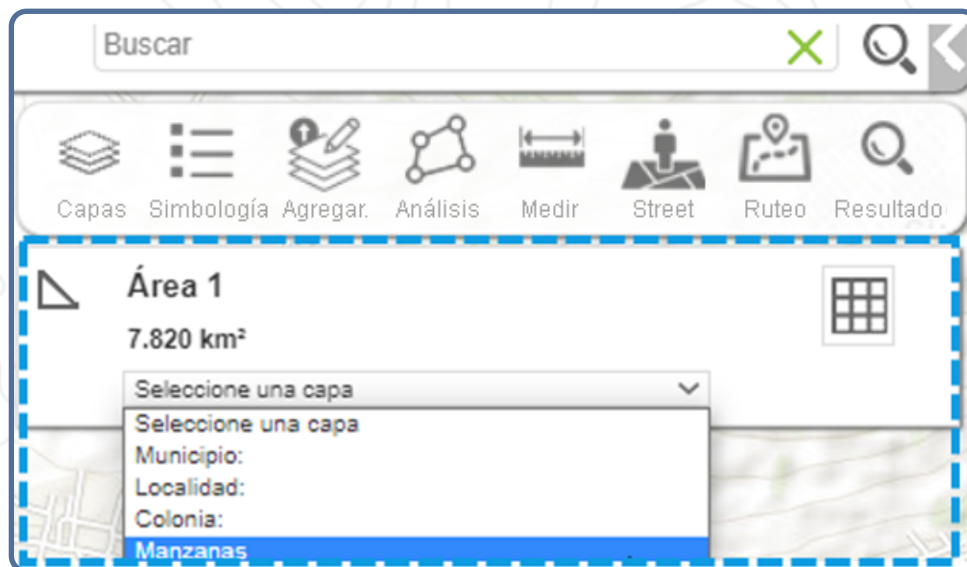 Buscar
Capas Simbología Agregar. Análisis Medir Street Ruteo Resultado
Área 1
7.820 km²
Seleccione una capa
Seleccione una capa
Municipio:
Localidad:
Colonia:
Manzanas